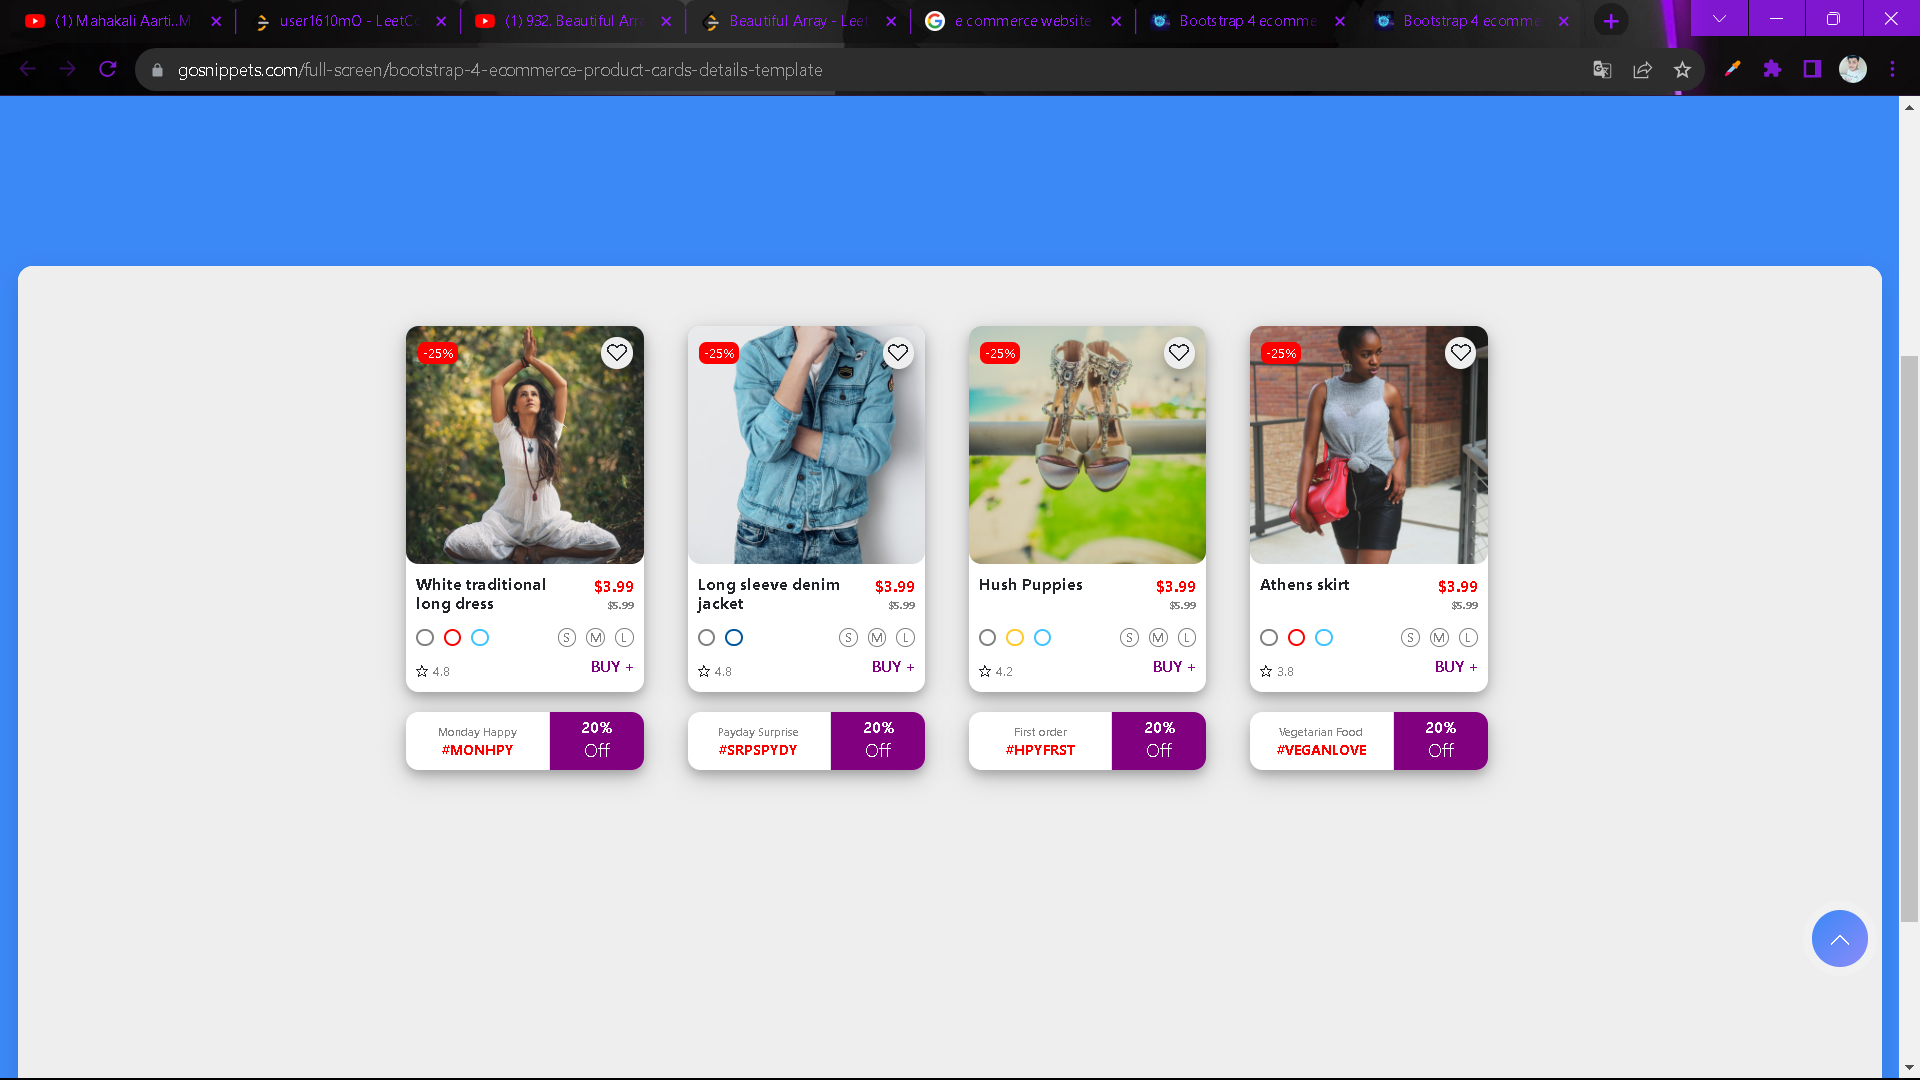 (1) Mahakali Aarti..M
user1610mO - LeetCo
(1) 932. Beautiful Arra
Beautiful Array - Leet
e commerce website
Bootstrap 4 ecomme
Bootstrap 4 ecomme
gosnippets.com/full-screen/bootstrap-4-ecommerce-product-cards-details-template
-25%
-25%
-25%
-25%
White traditional
long dress
$3.99
$5.99
S M L
4.8
BUY +
Long sleeve denim
jacket
$3.99
$5.99
S M L
4.8
BUY +
Hush Puppies
$3.99
$5.99
S M L
4.2
BUY +
Athens skirt
$3.99
$5.99
S M L
3.8
BUY +
Monday Happy
#MONHPY
20%
Off
Payday Surprise
#SRPSPYDY
20%
Off
First order
#HPYFRST
20%
Off
Vegetarian Food
#VEGANLOVE
20%
Off